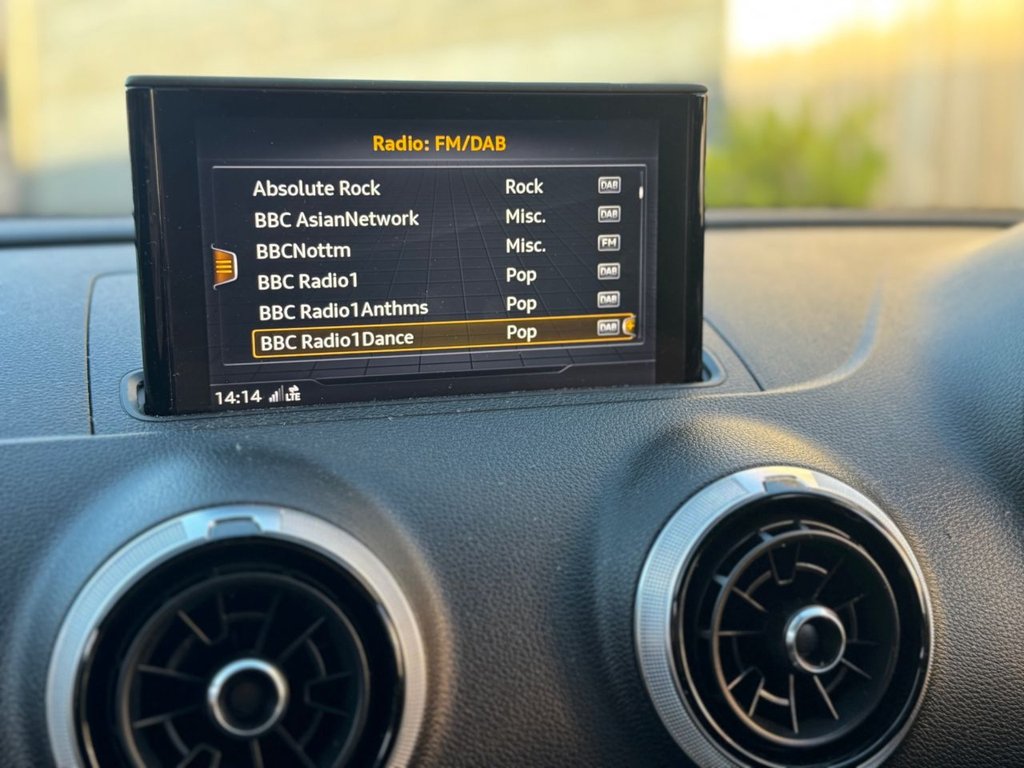 Radio: FM/DAB
Absolute Rock Rock DAB
BBC AsianNetwork Misc. DAB
BBCNottm Misc. FM
BBC Radio1 Pop DAB
BBC Radio1Anthms Pop DAB
BBC Radio1Dance Pop DAB
14:14 LTE